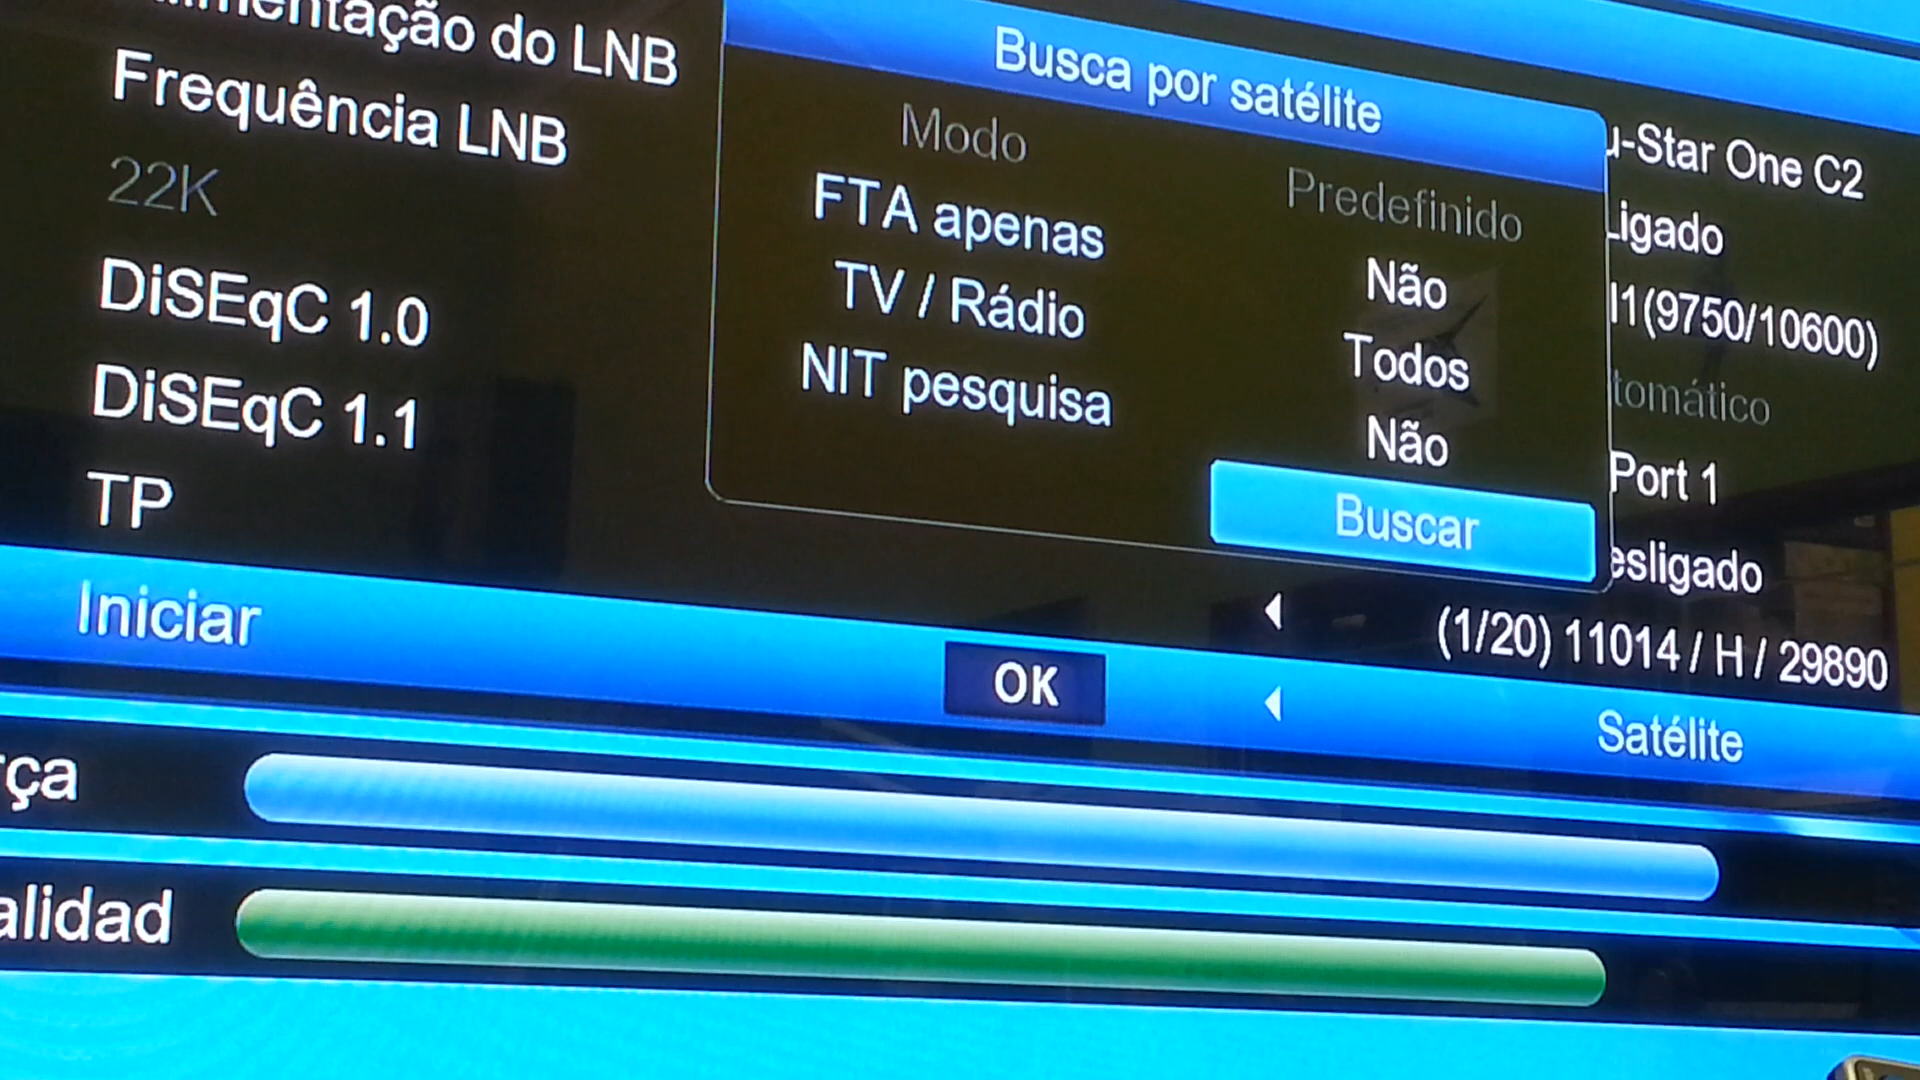 do LNB
Frequência LNB
22K
DiSEqC 1.0
DiSEqC 1.1
TP
Iniciar
Busca por satélite
Modo
Predefinido
FTA apenas
Não
TV / Rádio
Todos
NIT pesquisa
Não
Buscar
-Star One C2
Ligado
1(9750/10600)
tomático
Port 1
esligado
(1/20) 11014 / H / 29890
OK
Satélite
ça
alidad